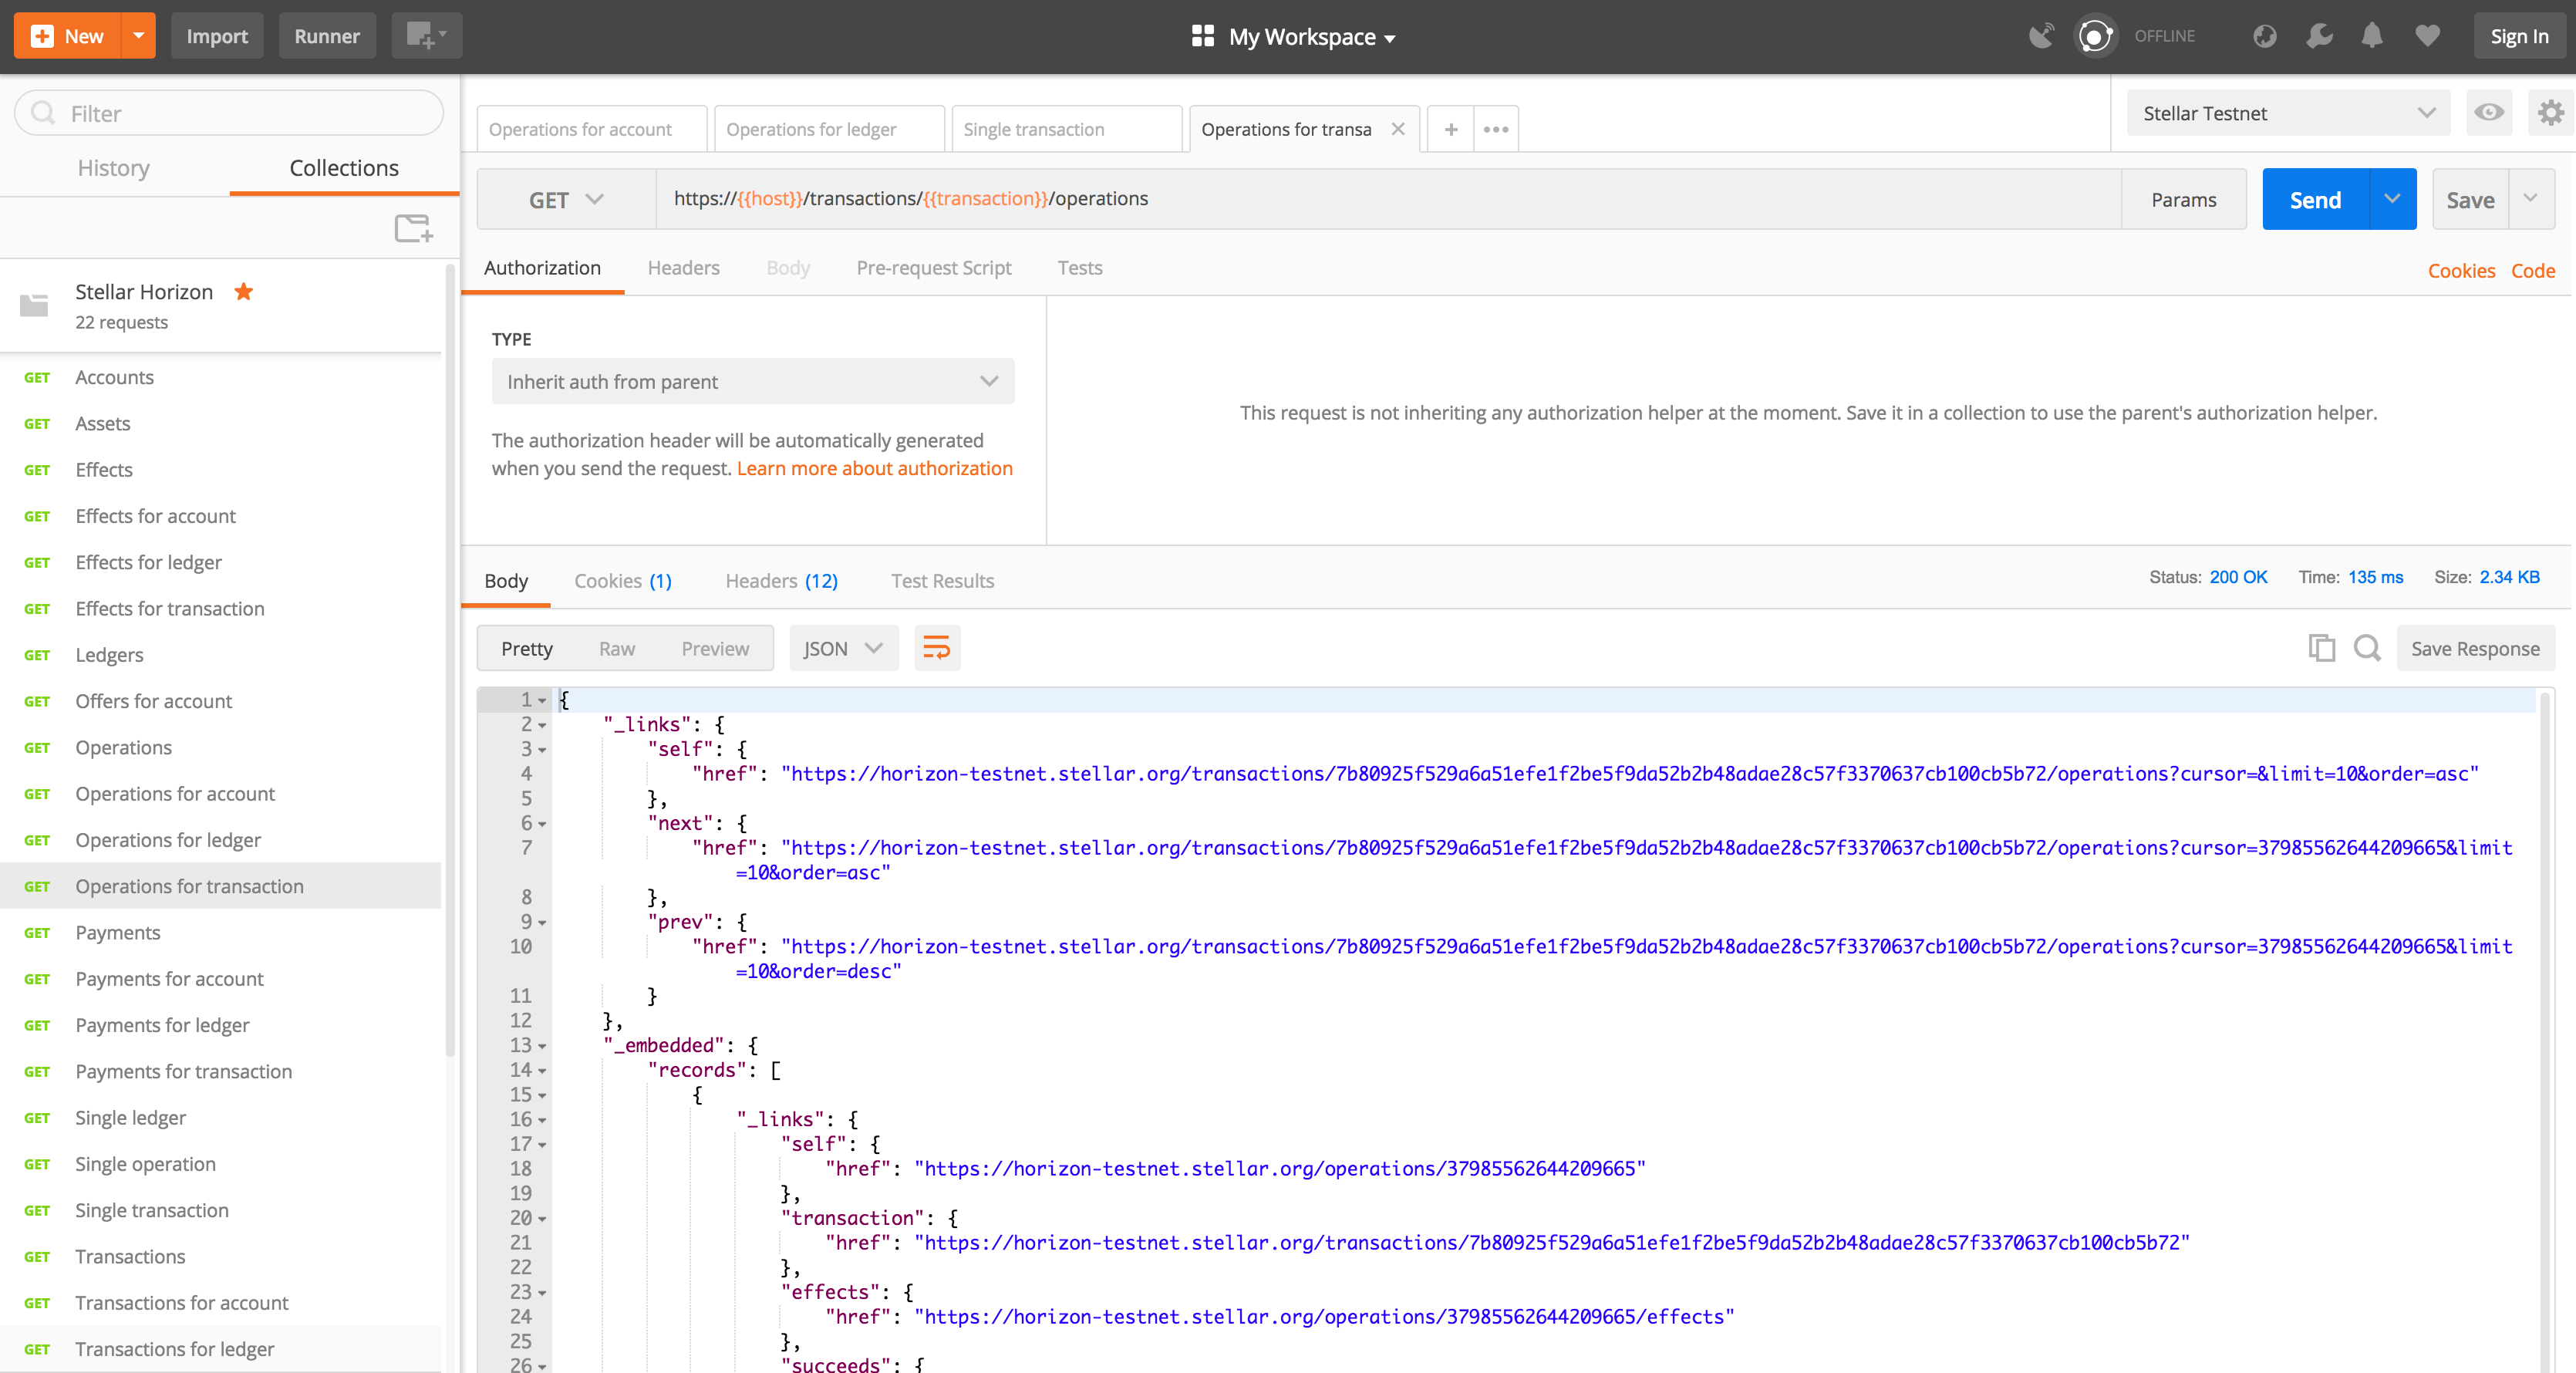 New Import Runner My Workspace OFFLINE Sign In
Filter
History Collections
Stellar Horizon
22 requests
GET Accounts
GET Assets
GET Effects
GET Effects for account
GET Effects for ledger
GET Effects for transaction
GET Ledgers
GET Offers for account
GET Operations
GET Operations for account
GET Operations for ledger
GET Operations for transaction
GET Payments
GET Payments for account
GET Payments for ledger
GET Payments for transaction
GET Single ledger
GET Single operation
GET Single transaction
GET Transactions
GET Transactions for account
GET Transactions for ledger
Operations for account Operations for ledger Single transaction Operations for transa Stellar Testnet
GET https://{{host}}/transactions/{{transaction}}/operations Params Send Save
Authorization Headers Body Pre-request Script Tests Cookies Code
TYPE
Inherit auth from parent
The authorization header will be automatically generated
when you send the request. Learn more about authorization
This request is not inheriting any authorization helper at the moment. Save it in a collection to use the parent's authorization helper.
Body Cookies (1) Headers (12) Test Results Status: 200 OK Time: 135 ms Size: 2.34 KB
Pretty Raw Preview JSON Save Response
1 {
2 "_links": {
3 "self": {
4 "href": "https://horizon-testnet.stellar.org/transactions/7b80925f529a6a51efe1f2be5f9da52b2b48adae28c57f3370637cb100cb5b72/operations?cursor=&limit=10&order=asc"
5 },
6 "next": {
7 "href": "https://horizon-testnet.stellar.org/transactions/7b80925f529a6a51efe1f2be5f9da52b2b48adae28c57f3370637cb100cb5b72/operations?cursor=37985562644209665&limit
=10&order=asc"
8 },
9 "prev": {
10 "href": "https://horizon-testnet.stellar.org/transactions/7b80925f529a6a51efe1f2be5f9da52b2b48adae28c57f3370637cb100cb5b72/operations?cursor=37985562644209665&limit
=10&order=desc"
11 }
12 },
13 "_embedded": {
14 "records": [
15 {
16 "_links": {
17 "self": {
18 "href": "https://horizon-testnet.stellar.org/operations/37985562644209665"
19 },
20 "transaction": {
21 "href": "https://horizon-testnet.stellar.org/transactions/7b80925f529a6a51efe1f2be5f9da52b2b48adae28c57f3370637cb100cb5b72"
22 },
23 "effects": {
24 "href": "https://horizon-testnet.stellar.org/operations/37985562644209665/effects"
25 },
26 "succeeds": {